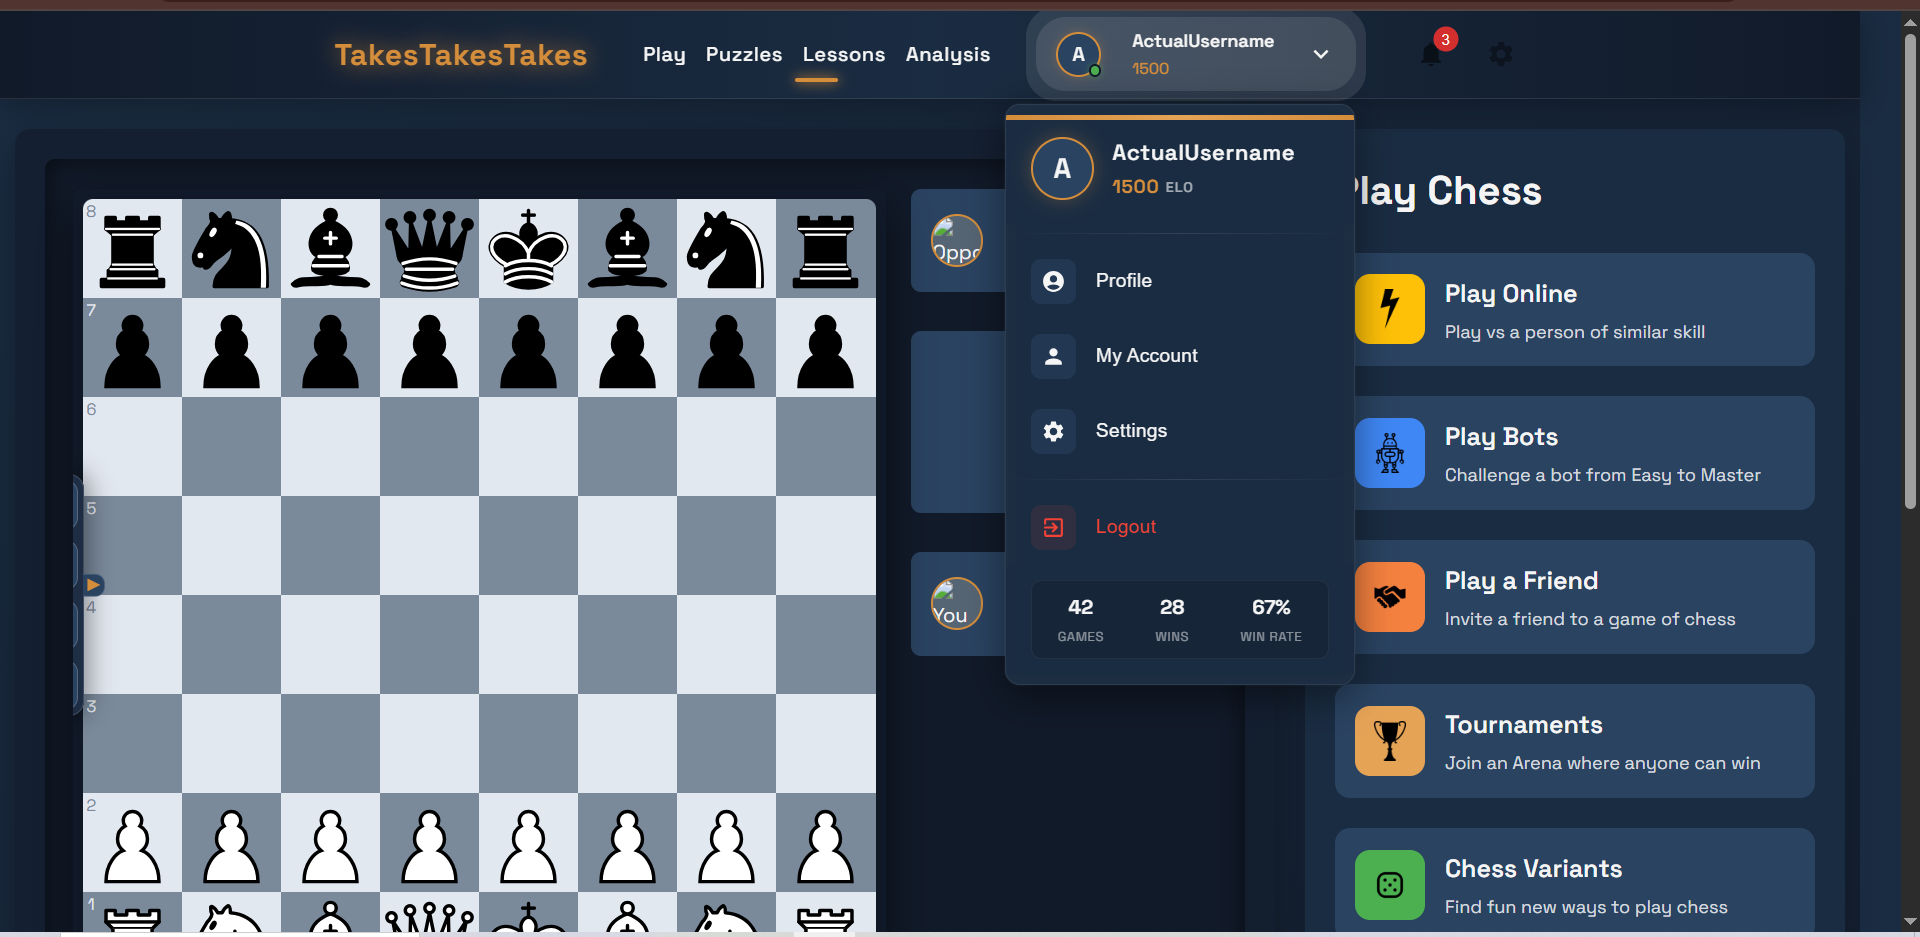 TakesTakesTakes
Play Puzzles Lessons Analysis
A
ActualUsername
1500
3
A
ActualUsername
1500 ELO
Profile
My Account
Settings
Logout
42 28 67%
GAMES WINS WIN RATE
8
7
6
5
4
3
2
1
Oppo
You
Play Chess
Play Online
Play vs a person of similar skill
Play Bots
Challenge a bot from Easy to Master
Play a Friend
Invite a friend to a game of chess
Tournaments
Join an Arena where anyone can win
Chess Variants
Find fun new ways to play chess